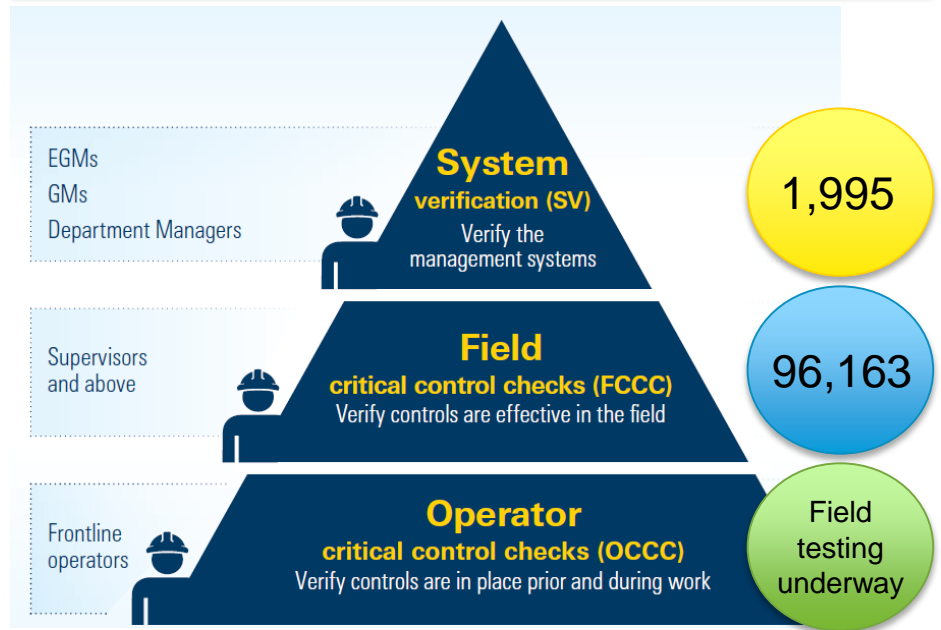 EGMs
GMs
Department Managers
System
verification (SV)
Verify the
management systems
1,995
Supervisors
and above
Field
critical control checks (FCCC)
Verify controls are effective in the field
96,163
Frontline
operators
Operator
critical control checks (OCCC)
Verify controls are in place prior and during work
Field
testing
underway